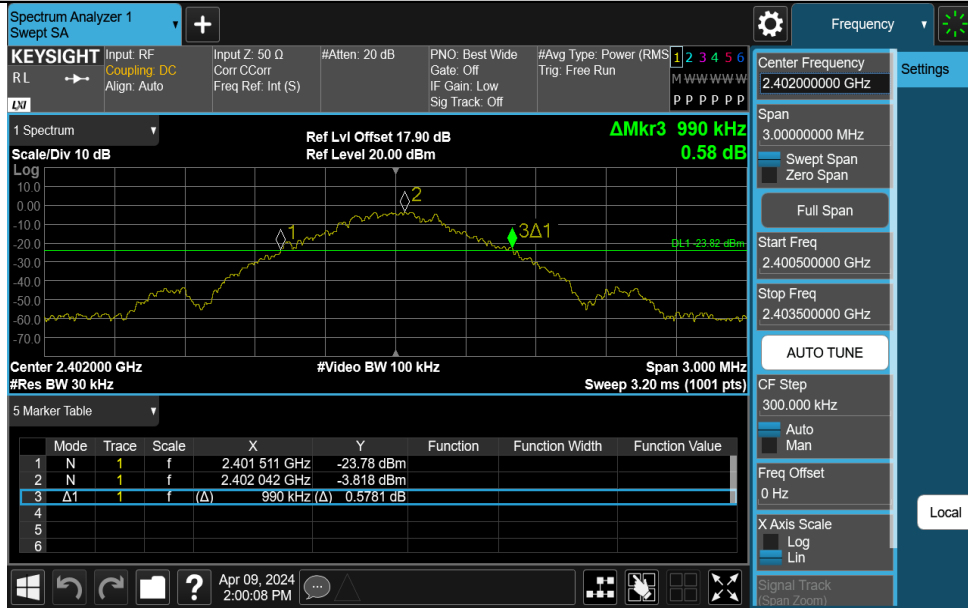 Spectrum Analyzer 1
Swept SA
+
Frequency
KEYSIGHT
RL
LXI
Input: RF
Coupling: DC
Align: Auto
Input Z: 50 Ω
Corr CCorr
Freq Ref: Int (S)
#Atten: 20 dB
PNO: Best Wide
Gate: Off
IF Gain: Low
Sig Track: Off
#Avg Type: Power (RMS
Trig: Free Run
1 2 3 4 5 6
M W W W W W
P P P P P P
1 Spectrum
Scale/Div 10 dB
Ref Lvl Offset 17.90 dB
Ref Level 20.00 dBm
ΔMkr3 990 kHz
0.58 dB
Log
10.0
0.00
-10.0
-20.0
-30.0
-40.0
-50.0
-60.0
-70.0
1
2
3Δ1
DL1 -23.82 dBm
Center 2.402000 GHz
#Res BW 30 kHz
#Video BW 100 kHz
Span 3.000 MHz
Sweep 3.20 ms (1001 pts)
5 Marker Table
Mode Trace Scale X Y Function Function Width Function Value
1 N 1 f 2.401 511 GHz -23.78 dBm
2 N 1 f 2.402 042 GHz -3.818 dBm
3 Δ1 1 f (Δ) 990 kHz (Δ) 0.5781 dB
4
5
6
Center Frequency
2.402000000 GHz
Settings
Span
3.00000000 MHz
Swept Span
Zero Span
Full Span
Start Freq
2.400500000 GHz
Stop Freq
2.403500000 GHz
AUTO TUNE
CF Step
300.000 kHz
Auto
Man
Freq Offset
0 Hz
Local
X Axis Scale
Log
Lin
Signal Track
(Span Zoom)
?
Apr 09, 2024
2:00:08 PM